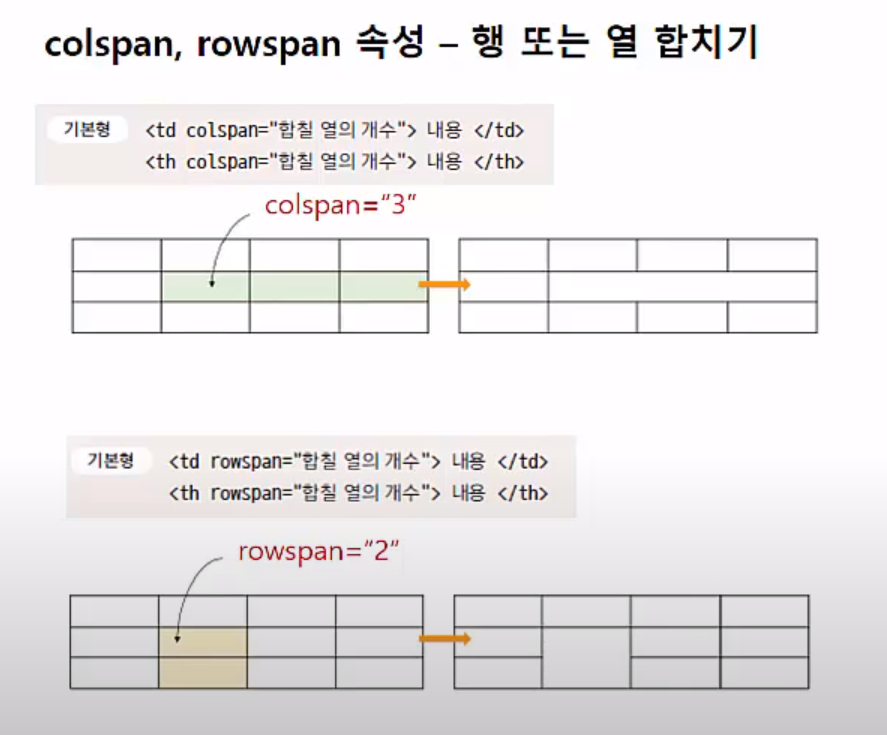 colspan, rowspan 속성 – 행 또는 열 합치기
기본형 <td colspan="합칠 열의 개수"> 내용 </td>
<th colspan="합칠 열의 개수"> 내용 </th>
colspan=“3”
기본형 <td rowspan="합칠 열의 개수"> 내용 </td>
<th rowspan="합칠 열의 개수"> 내용 </th>
rowspan=“2”